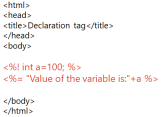 <html>
<head>
<title>Declaration tag</title>
</head>
<body>
<%! int a=100; %>
<%= "Value of the variable is:"+a %>
</body>
</html>